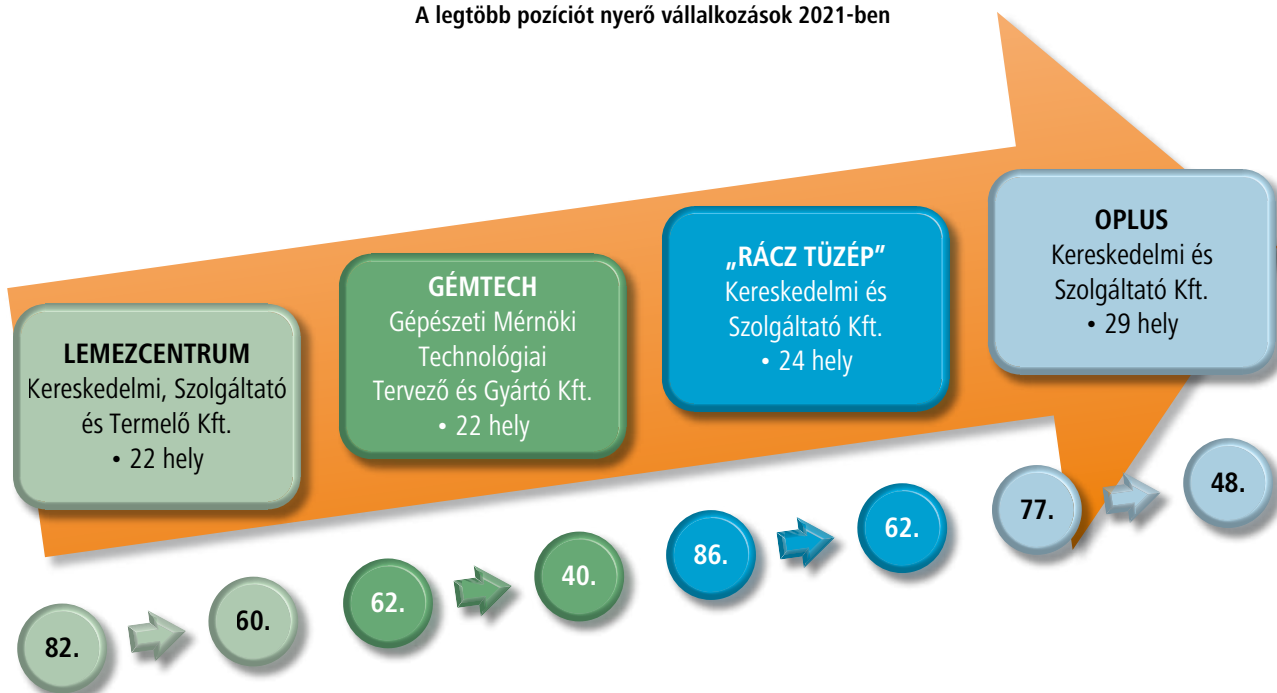 A legtöbb pozíciót nyerő vállalkozások 2021-ben
LEMEZCENTRUM
Kereskedelmi, Szolgáltató
és Termelő Kft.
• 22 hely
82.
60.
GÉMTECH
Gépészeti Mérnöki
Technológiai
Tervező és Gyártó Kft.
• 22 hely
62.
40.
„RÁCZ TÜZÉP”
Kereskedelmi és
Szolgáltató Kft.
• 24 hely
86.
62.
OPLUS
Kereskedelmi és
Szolgáltató Kft.
• 29 hely
77.
48.